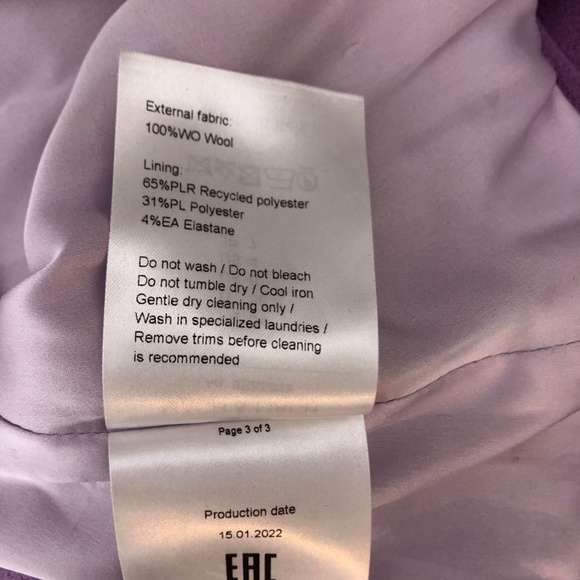 External fabric:
100%WO Wool
Lining:
65%PLR Recycled polyester
31%PL Polyester
4%EA Elastane
Do not wash / Do not bleach
Do not tumble dry / Cool iron
Gentle dry cleaning only /
Wash in specialized laundries /
Remove trims before cleaning
is recommended
Page 3 of 3
Production date
15.01.2022
EAC